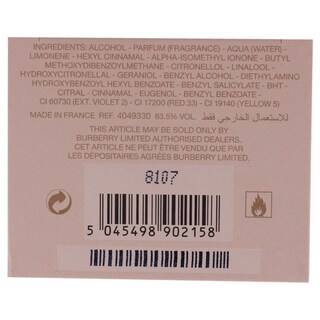 INGREDIENTS: ALCOHOL - PARFUM (FRAGRANCE) - AQUA (WATER) -
LIMONENE - HEXYL CINNAMAL - ALPHA-ISOMETHYL IONONE - BUTYL
METHOXYDIBENZOYLMETHANE - CITRONELLOL - LINALOOL -
HYDROXYCITRONELLAL - GERANIOL - BENZYL ALCOHOL - DIETHYLAMINO
HYDROXYBENZOYL HEXYL BENZOATE - BENZYL SALICYLATE - BHT -
CITRAL - CINNAMAL - EUGENOL - BENZYL BENZOATE -
CI 60730 (EXT. VIOLET 2) - CI 17200 (RED 33) - CI 19140 (YELLOW 5)
MADE IN FRANCE REF. 4049330 83.5% VOL. للاستعمال الخارجي فقط
THIS ARTICLE MAY BE SOLD ONLY BY
BURBERRY LIMITED AUTHORISED DEALERS.
CET ARTICLE NE PEUT ÊTRE VENDU QUE PAR
LES DÉPOSITAIRES AGRÉÉS BURBERRY LIMITED.
8107
5 045498 902158